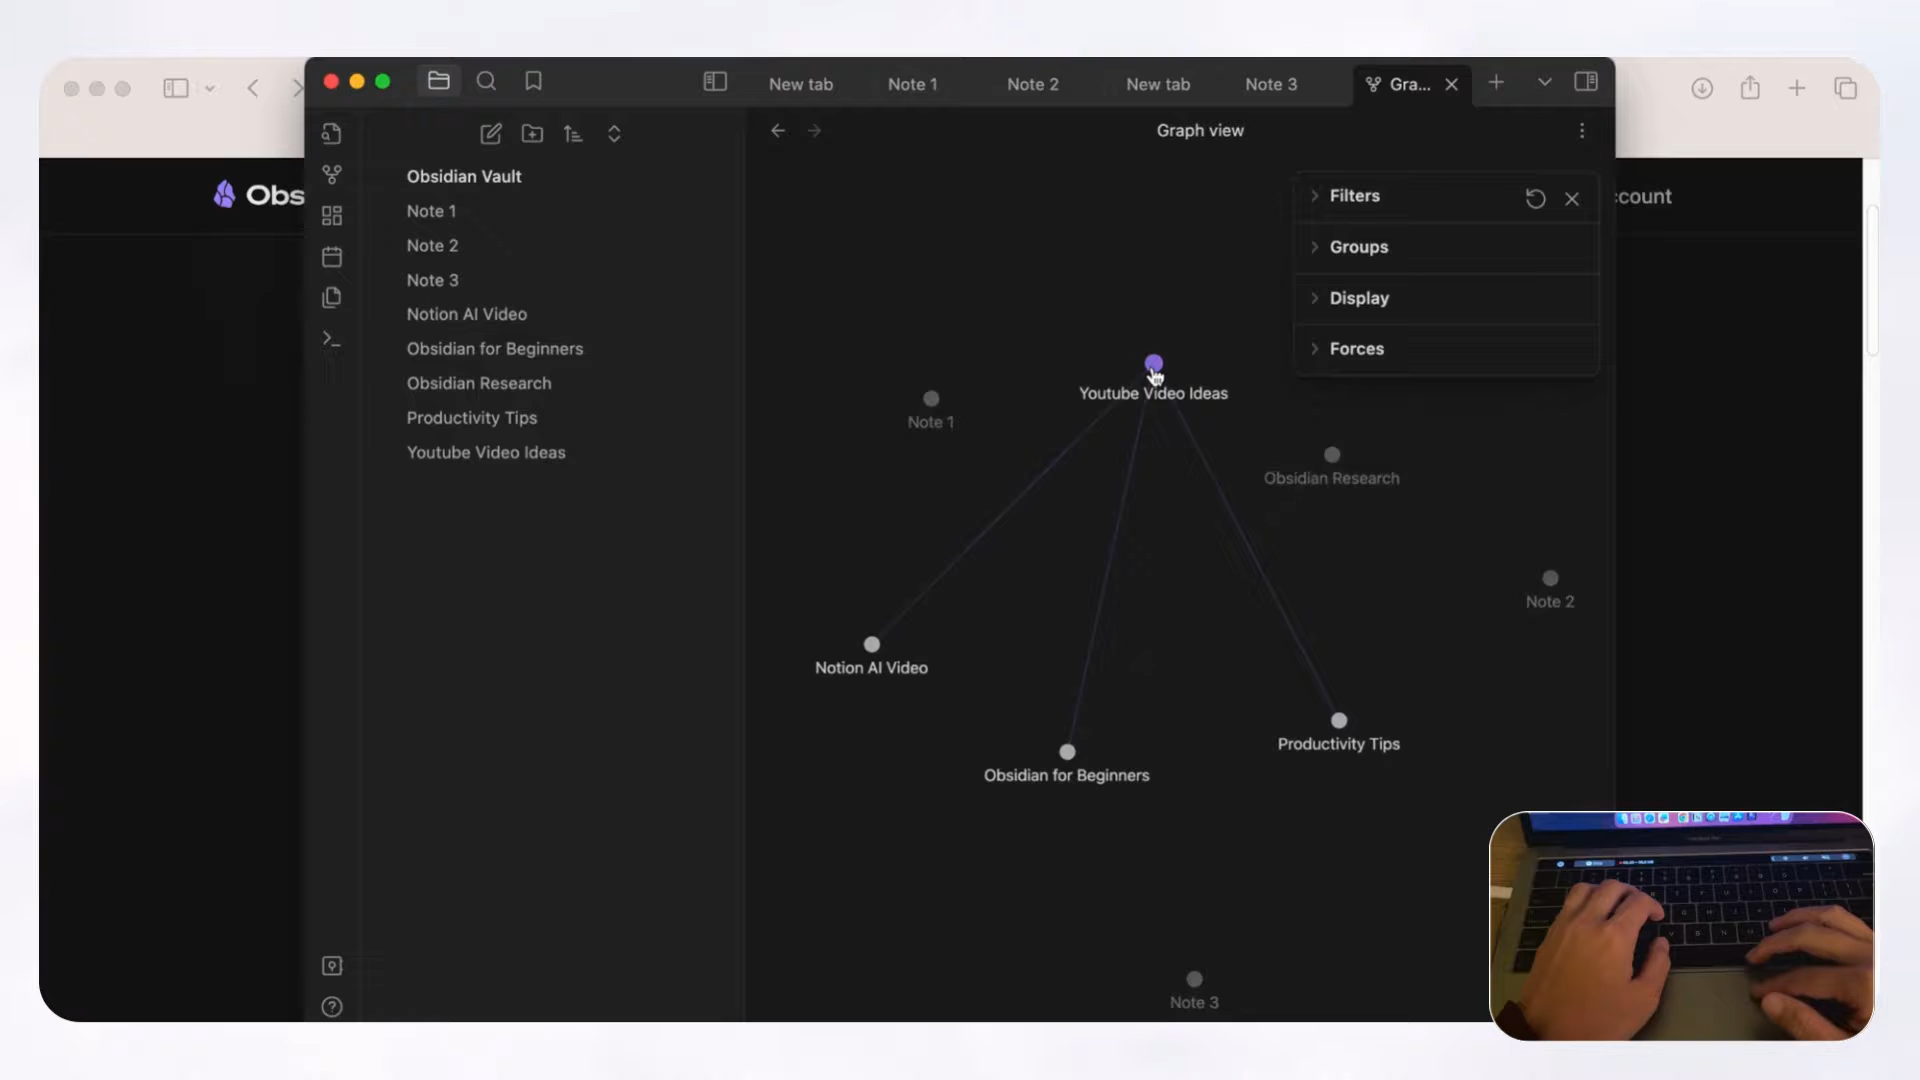 New tab
Note 1
Note 2
New tab
Note 3
Gra...
Graph view
Obs
count
Obsidian Vault
Note 1
Note 2
Note 3
Notion AI Video
Obsidian for Beginners
Obsidian Research
Productivity Tips
Youtube Video Ideas
Filters
Groups
Display
Forces
Youtube Video Ideas
Note 1
Obsidian Research
Note 2
Notion AI Video
Productivity Tips
Obsidian for Beginners
Note 3